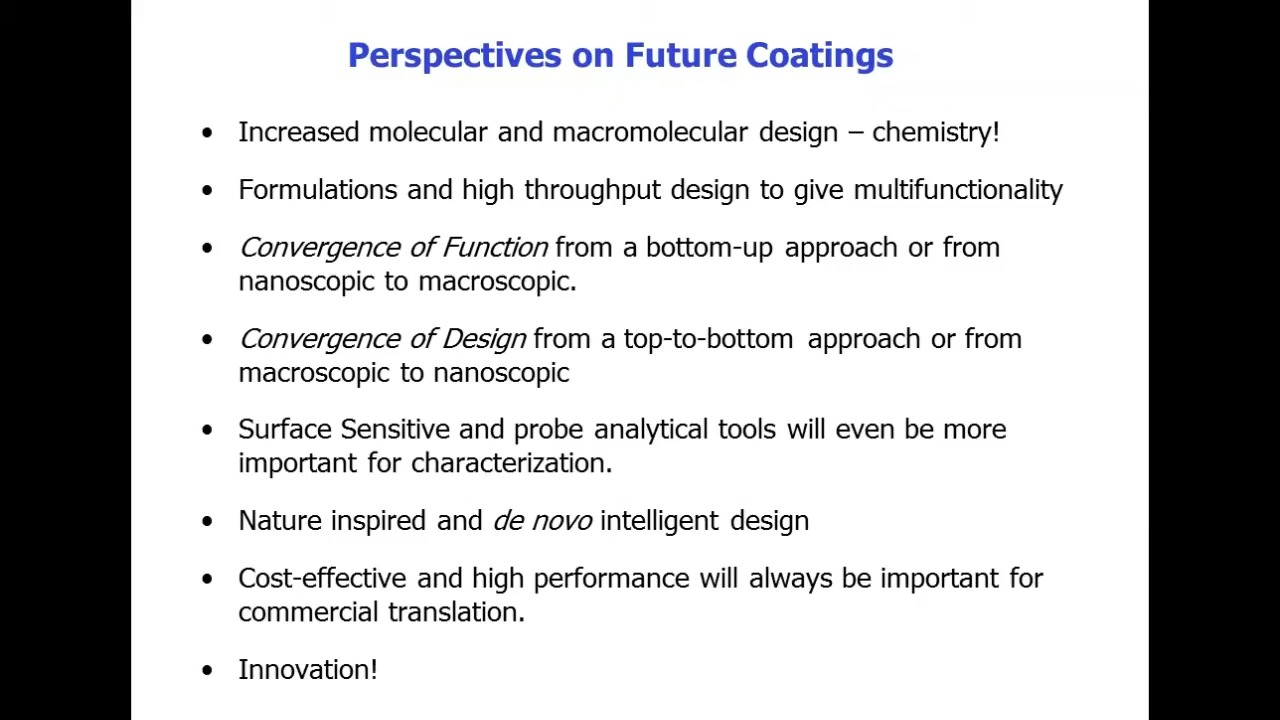 Perspectives on Future Coatings
• Increased molecular and macromolecular design – chemistry!
• Formulations and high throughput design to give multifunctionality
• Convergence of Function from a bottom-up approach or from
nanoscopic to macroscopic.
• Convergence of Design from a top-to-bottom approach or from
macroscopic to nanoscopic
• Surface Sensitive and probe analytical tools will even be more
important for characterization.
• Nature inspired and de novo intelligent design
• Cost-effective and high performance will always be important for
commercial translation.
• Innovation!